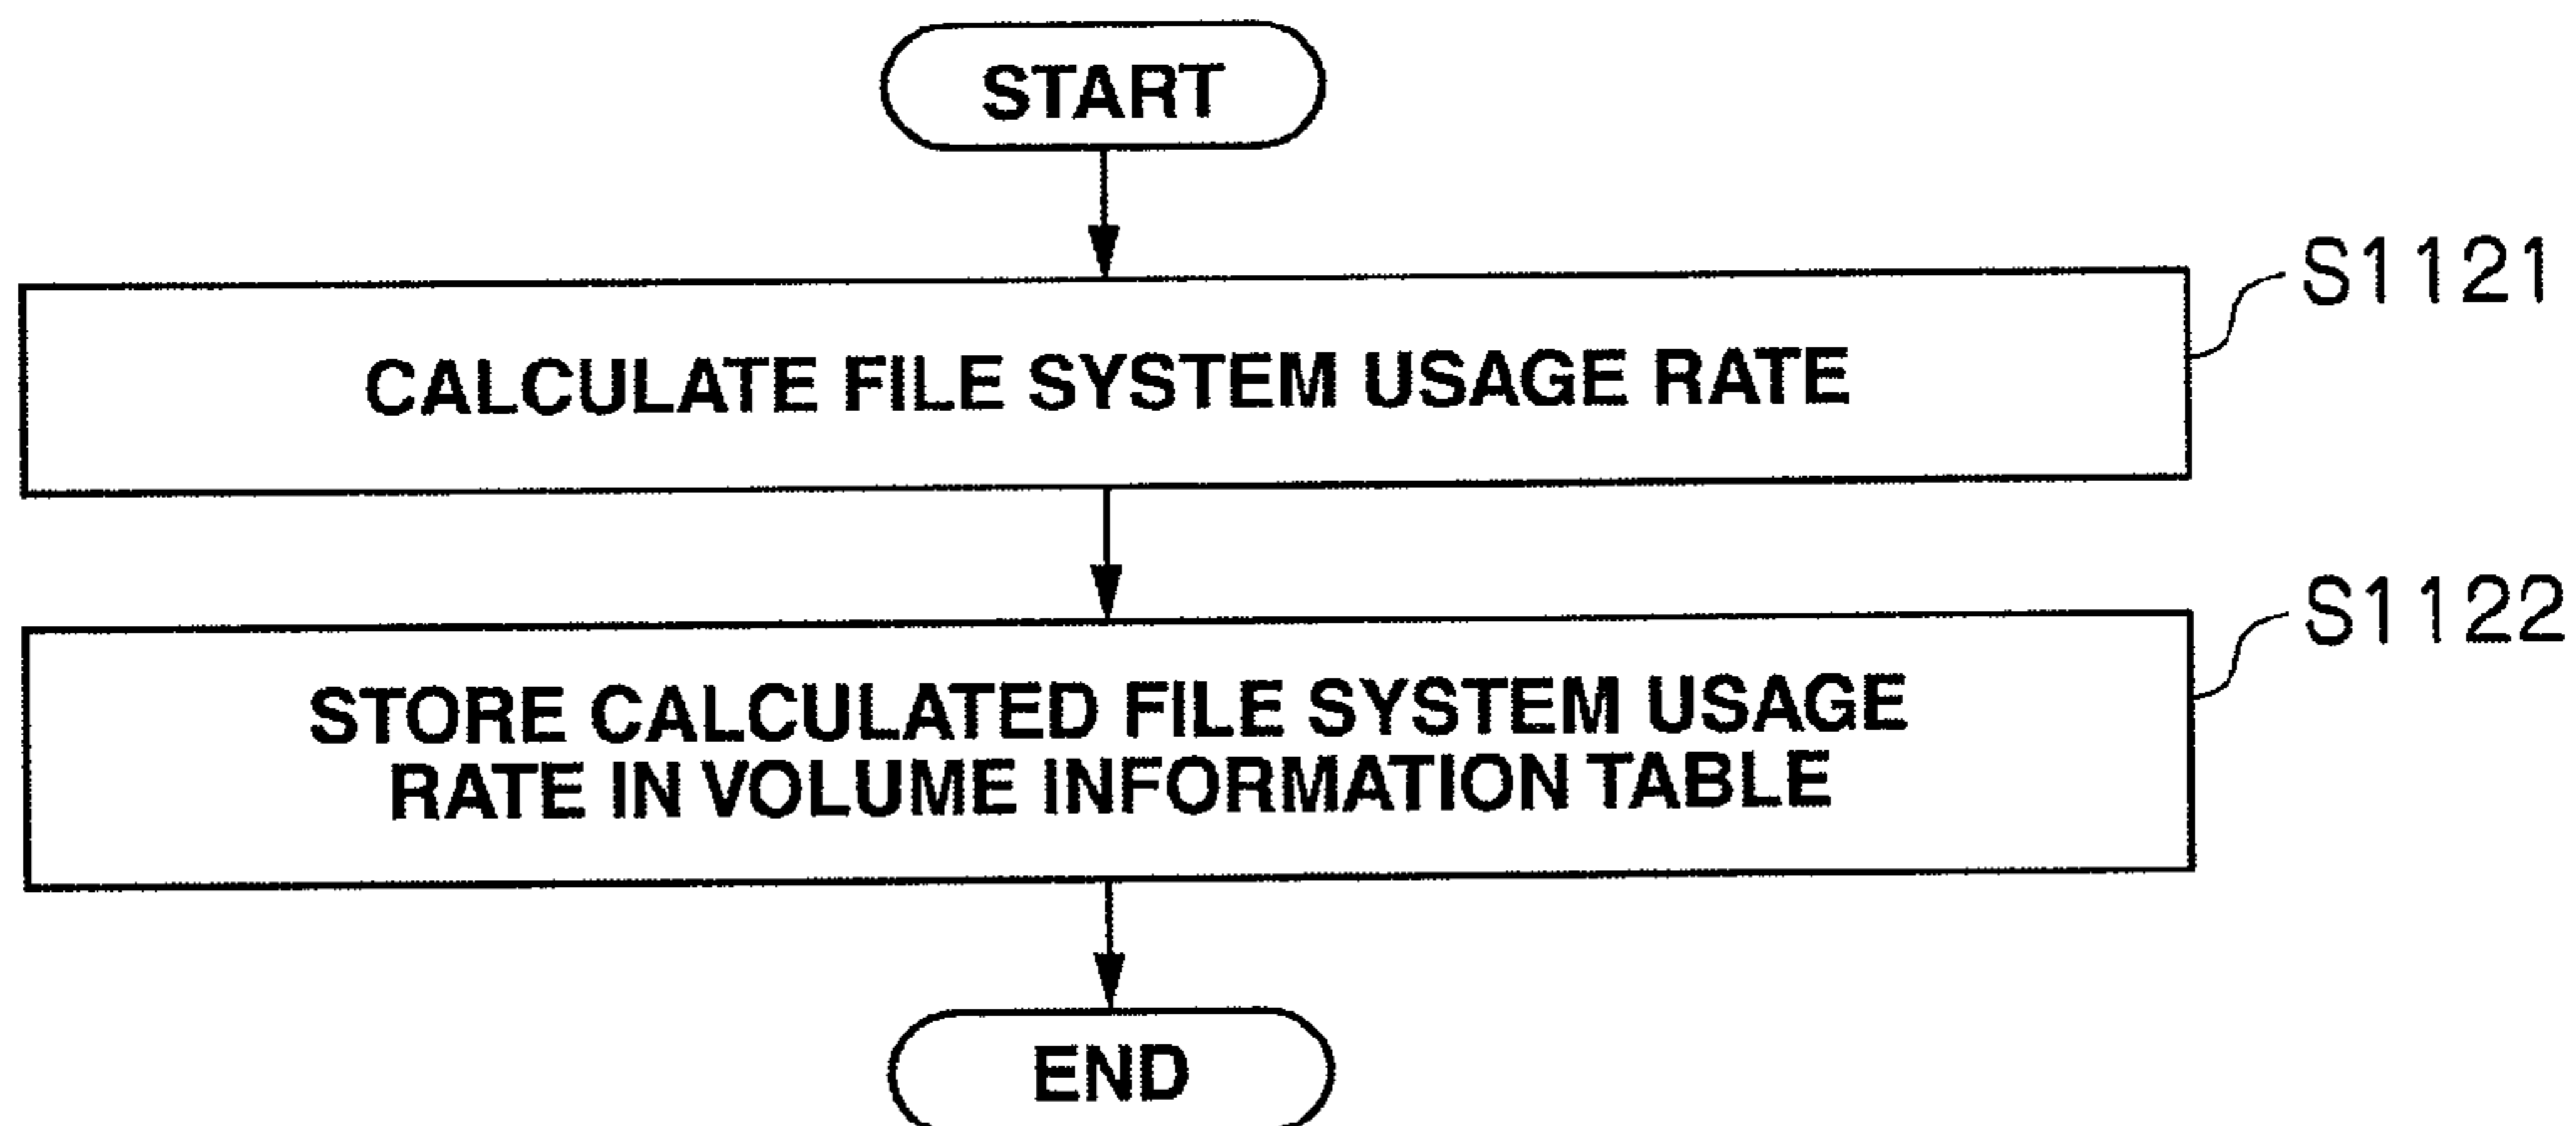 START
S1121
CALCULATE FILE SYSTEM USAGE RATE
S1122
STORE CALCULATED FILE SYSTEM USAGE
RATE IN VOLUME INFORMATION TABLE
END